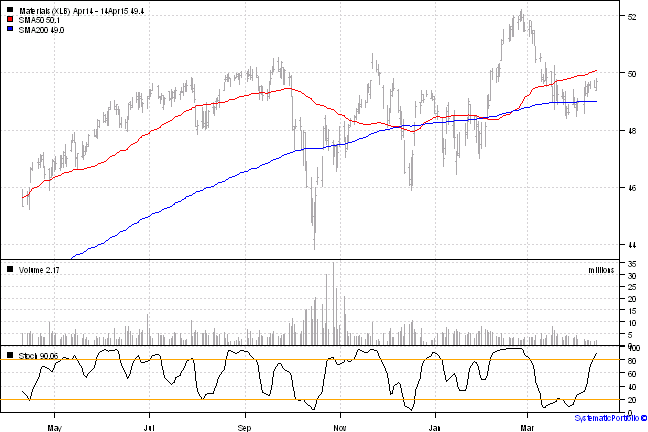 Materials (XLB) Apr14 - 14Apr15 49.4
SMA50 50.1
SMA200 49.0
52
50
48
46
44
Volume 2.17
millions
35
30
25
20
15
10
5
0
Stoch 90.06
100
80
60
40
20
0
May
Jul
Sep
Nov
Jan
Mar
SystematicPortfolio ©